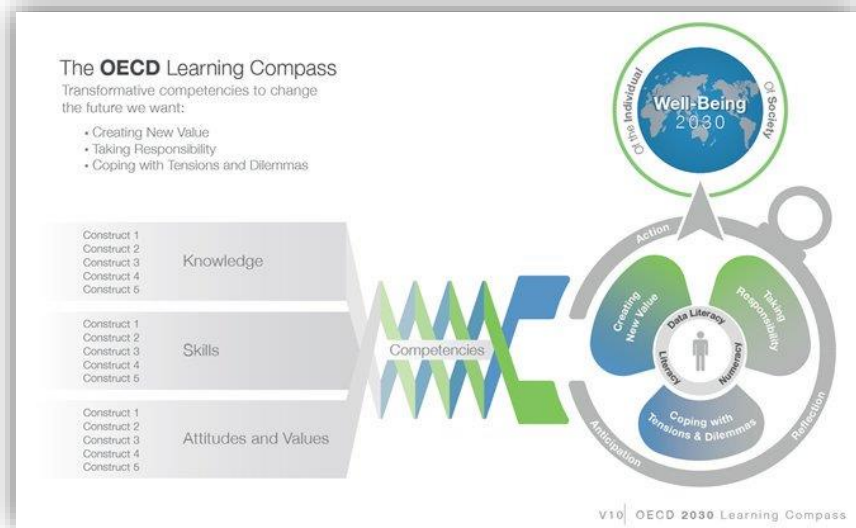 The OECD Learning Compass
Transformative competencies to change
the future we want:
• Creating New Value
• Taking Responsibility
• Coping with Tensions and Dilemmas
Construct 1
Construct 2
Construct 3
Construct 4
Construct 5
Knowledge
Construct 1
Construct 2
Construct 3
Construct 4
Construct 5
Skills
Construct 1
Construct 2
Construct 3
Construct 4
Construct 5
Attitudes and Values
Competencies
Of the Individual
Of Society
Well-Being
2030
Action
Reflection
Anticipation
Creating
New Value
Taking
Responsibility
Data Literacy
Literacy
Numeracy
Coping with
Tensions & Dilemmas
V10 | OECD 2030 Learning Compass